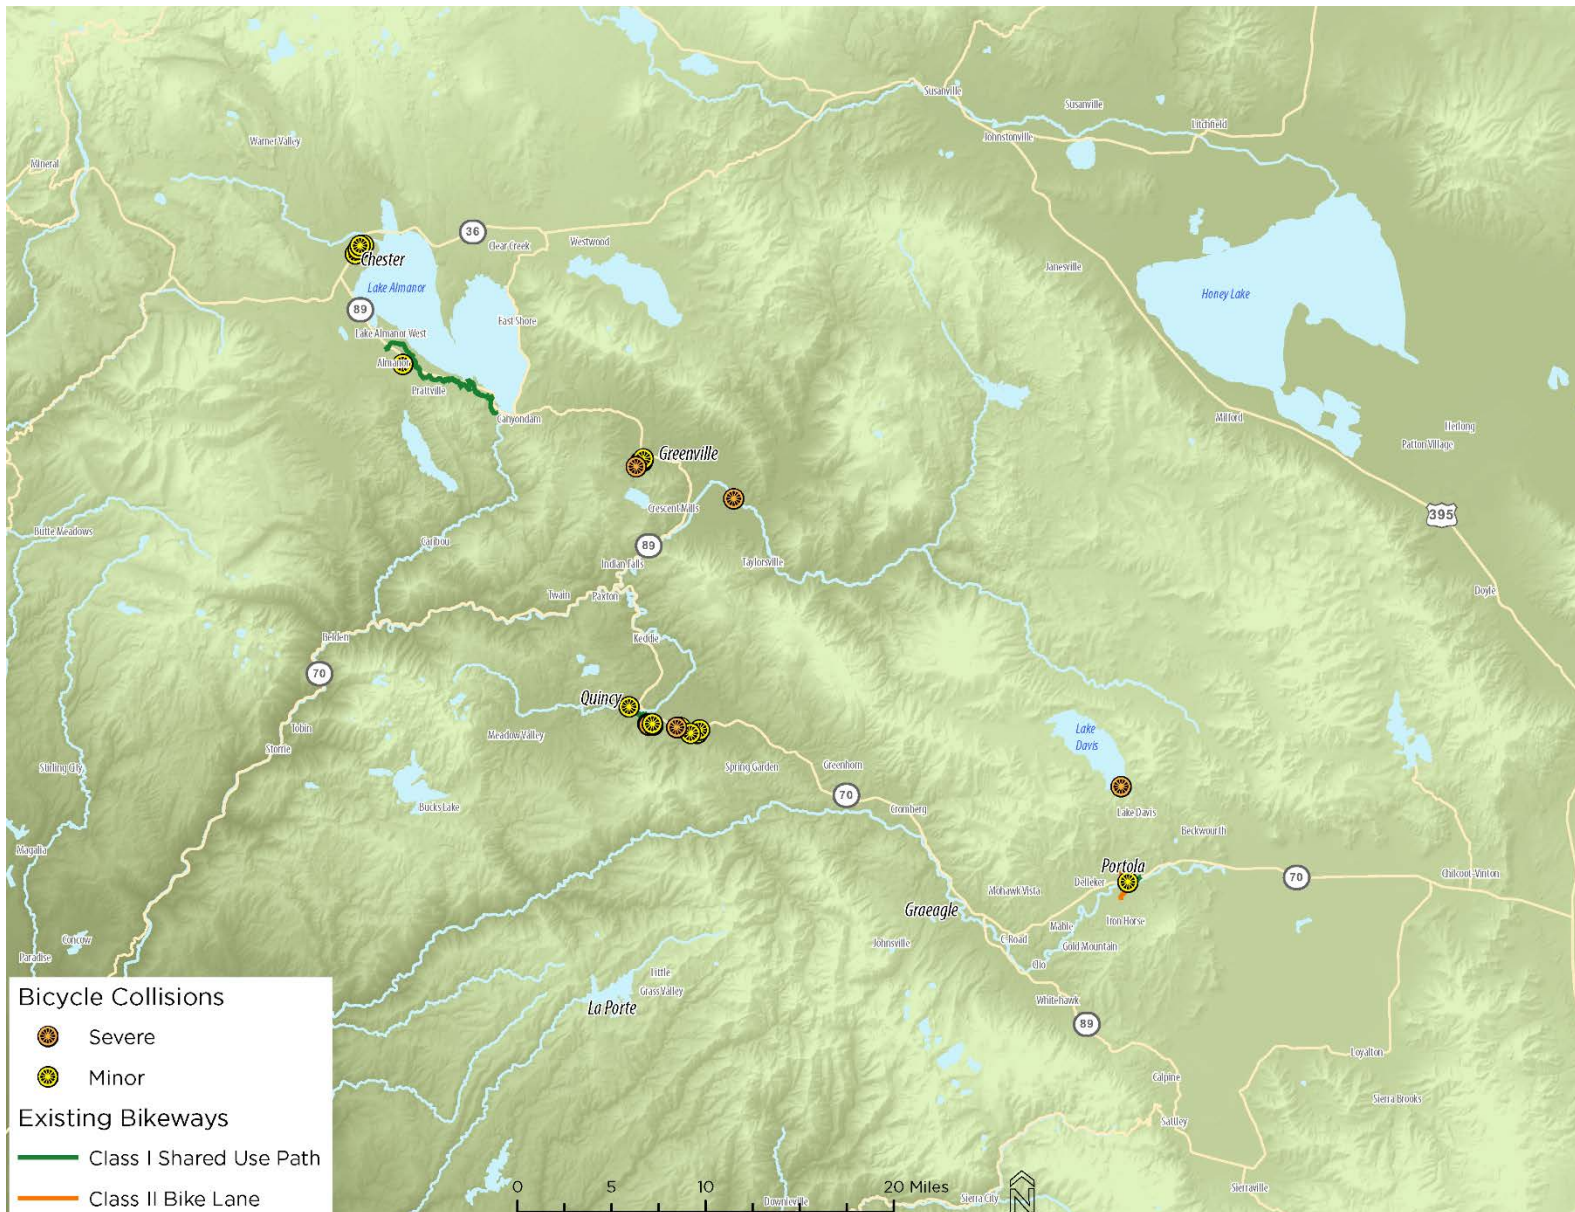 Susanville
Susanville
Litchfield
Johnstonville
Warner Valley
Mineral
36
Clear Creek
Westwood
Chester
Janesville
Lake Almanor
Honey Lake
89
East Shore
Lake Almanor West
Almanor
Prattville
Canyondam
Milford
Herlong
Patton Village
Greenville
Crescent Mills
395
Butte Meadows
Caribou
89
Indian Falls
Taylorsville
Twain
Paxton
Doyle
Belden
Keddie
70
Quincy
Tobin
Meadow Valley
Storrie
Lake
Davis
Stirling City
Spring Garden
Greenhorn
70
Bucks Lake
Cromberg
Lake Davis
Beckwourth
Magalia
Portola
Delleker
70
Chilcoot-Vinton
Mohawk Vista
Graeagle
Iron Horse
Mable
C Road
Gold Mountain
Johnsville
Concow
Paradise
Clio
Little
Grass Valley
Whitehawk
La Porte
89
Loyalton
Calpine
Sierra Brooks
Sattley
Sierraville
Sierra City
Downieville
Bicycle Collisions
Severe
Minor
Existing Bikeways
Class I Shared Use Path
Class II Bike Lane
0 5 10 20 Miles
N